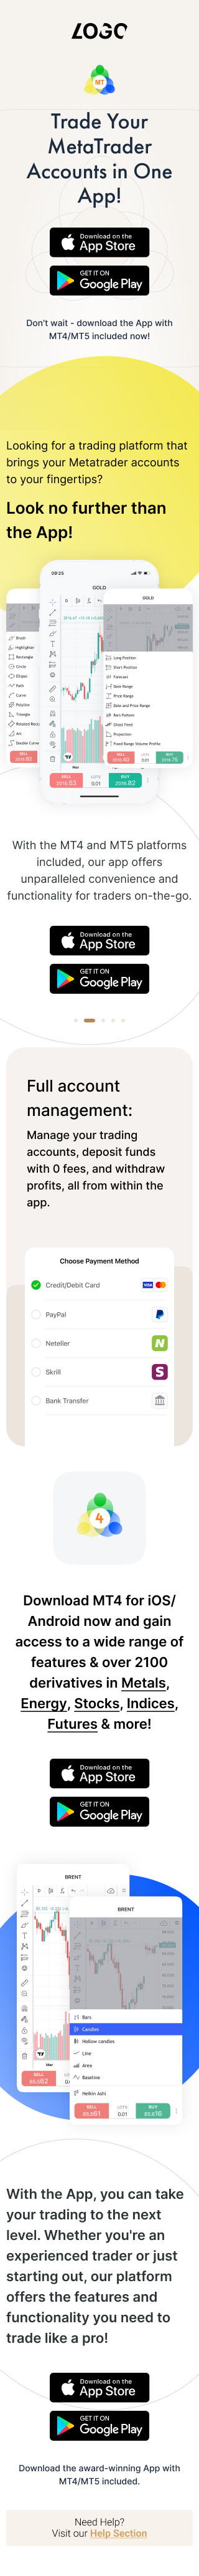 LOGO
MT
Trade Your
MetaTrader
Accounts in One
App!
Download on the
App Store
GET IT ON
Google Play
Don't wait - download the App with
MT4/MT5 included now!
Looking for a trading platform that
brings your Metatrader accounts
to your fingertips?
Look no further than
the App!
09:25
GOLD
GOLD
Brush
Highlighter
Rectangle
Circle
Ellipse
Path
Curve
Polyline
Triangle
Rotated Rect
Arc
Double Curve
Long Position
Short Position
Forecast
Date Range
Price Range
Date and Price Range
Bars Pattern
Ghost Feed
Projection
Fixed Range Volume Profile
SELL
SELL
2016.53
LOTS
0.01
BUY
2016.82
SELL
2016.40
LOTS
0.01
BUY
2016.76
With the MT4 and MT5 platforms
included, our app offers
unparalleled convenience and
functionality for traders on-the-go.
Download on the
App Store
GET IT ON
Google Play
Full account
management:
Manage your trading
accounts, deposit funds
with 0 fees, and withdraw
profits, all from within the
app.
Choose Payment Method
Credit/Debit Card
VISA
PayPal
Neteller
N
Skrill
S
Bank Transfer
4
Download MT4 for iOS/
Android now and gain
access to a wide range of
features & over 2100
derivatives in Metals,
Energy, Stocks, Indices,
Futures & more!
Download on the
App Store
GET IT ON
Google Play
BRENT
BRENT
Bars
Candles
Hollow candles
Line
Area
Baseline
Heikin Ashi
Mar
SELL
SELL
LOTS
0.01
BUY
With the App, you can take
your trading to the next
level. Whether you're an
experienced trader or just
starting out, our platform
offers the features and
functionality you need to
trade like a pro!
Download on the
App Store
GET IT ON
Google Play
Download the award-winning App with
MT4/MT5 included.
Need Help?
Visit our Help Section